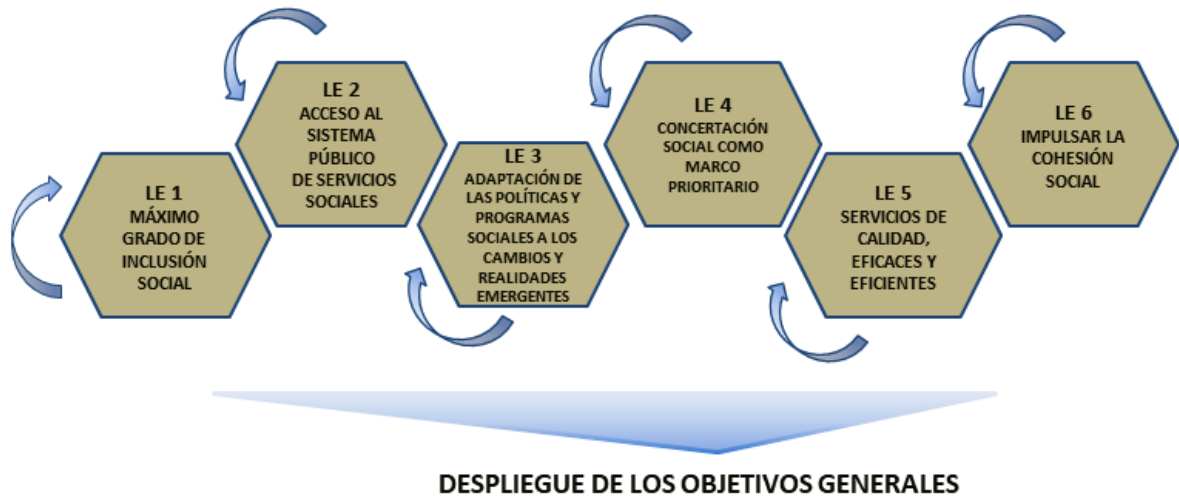 LE 1
MÁXIMO
GRADO DE
INCLUSIÓN
SOCIAL
LE 2
ACCESO AL
SISTEMA
PÚBLICO
DE SERVICIOS
SOCIALES
LE 3
ADAPTACIÓN DE
LAS POLÍTICAS Y
PROGRAMAS
SOCIALES A LOS
CAMBIOS Y
REALIDADES
EMERGENTES
LE 4
CONCERTACIÓN
SOCIAL COMO
MARCO
PRIORITARIO
LE 5
SERVICIOS DE
CALIDAD,
EFICACES Y
EFICIENTES
LE 6
IMPULSAR LA
COHESIÓN
SOCIAL
DESPLIEGUE DE LOS OBJETIVOS GENERALES